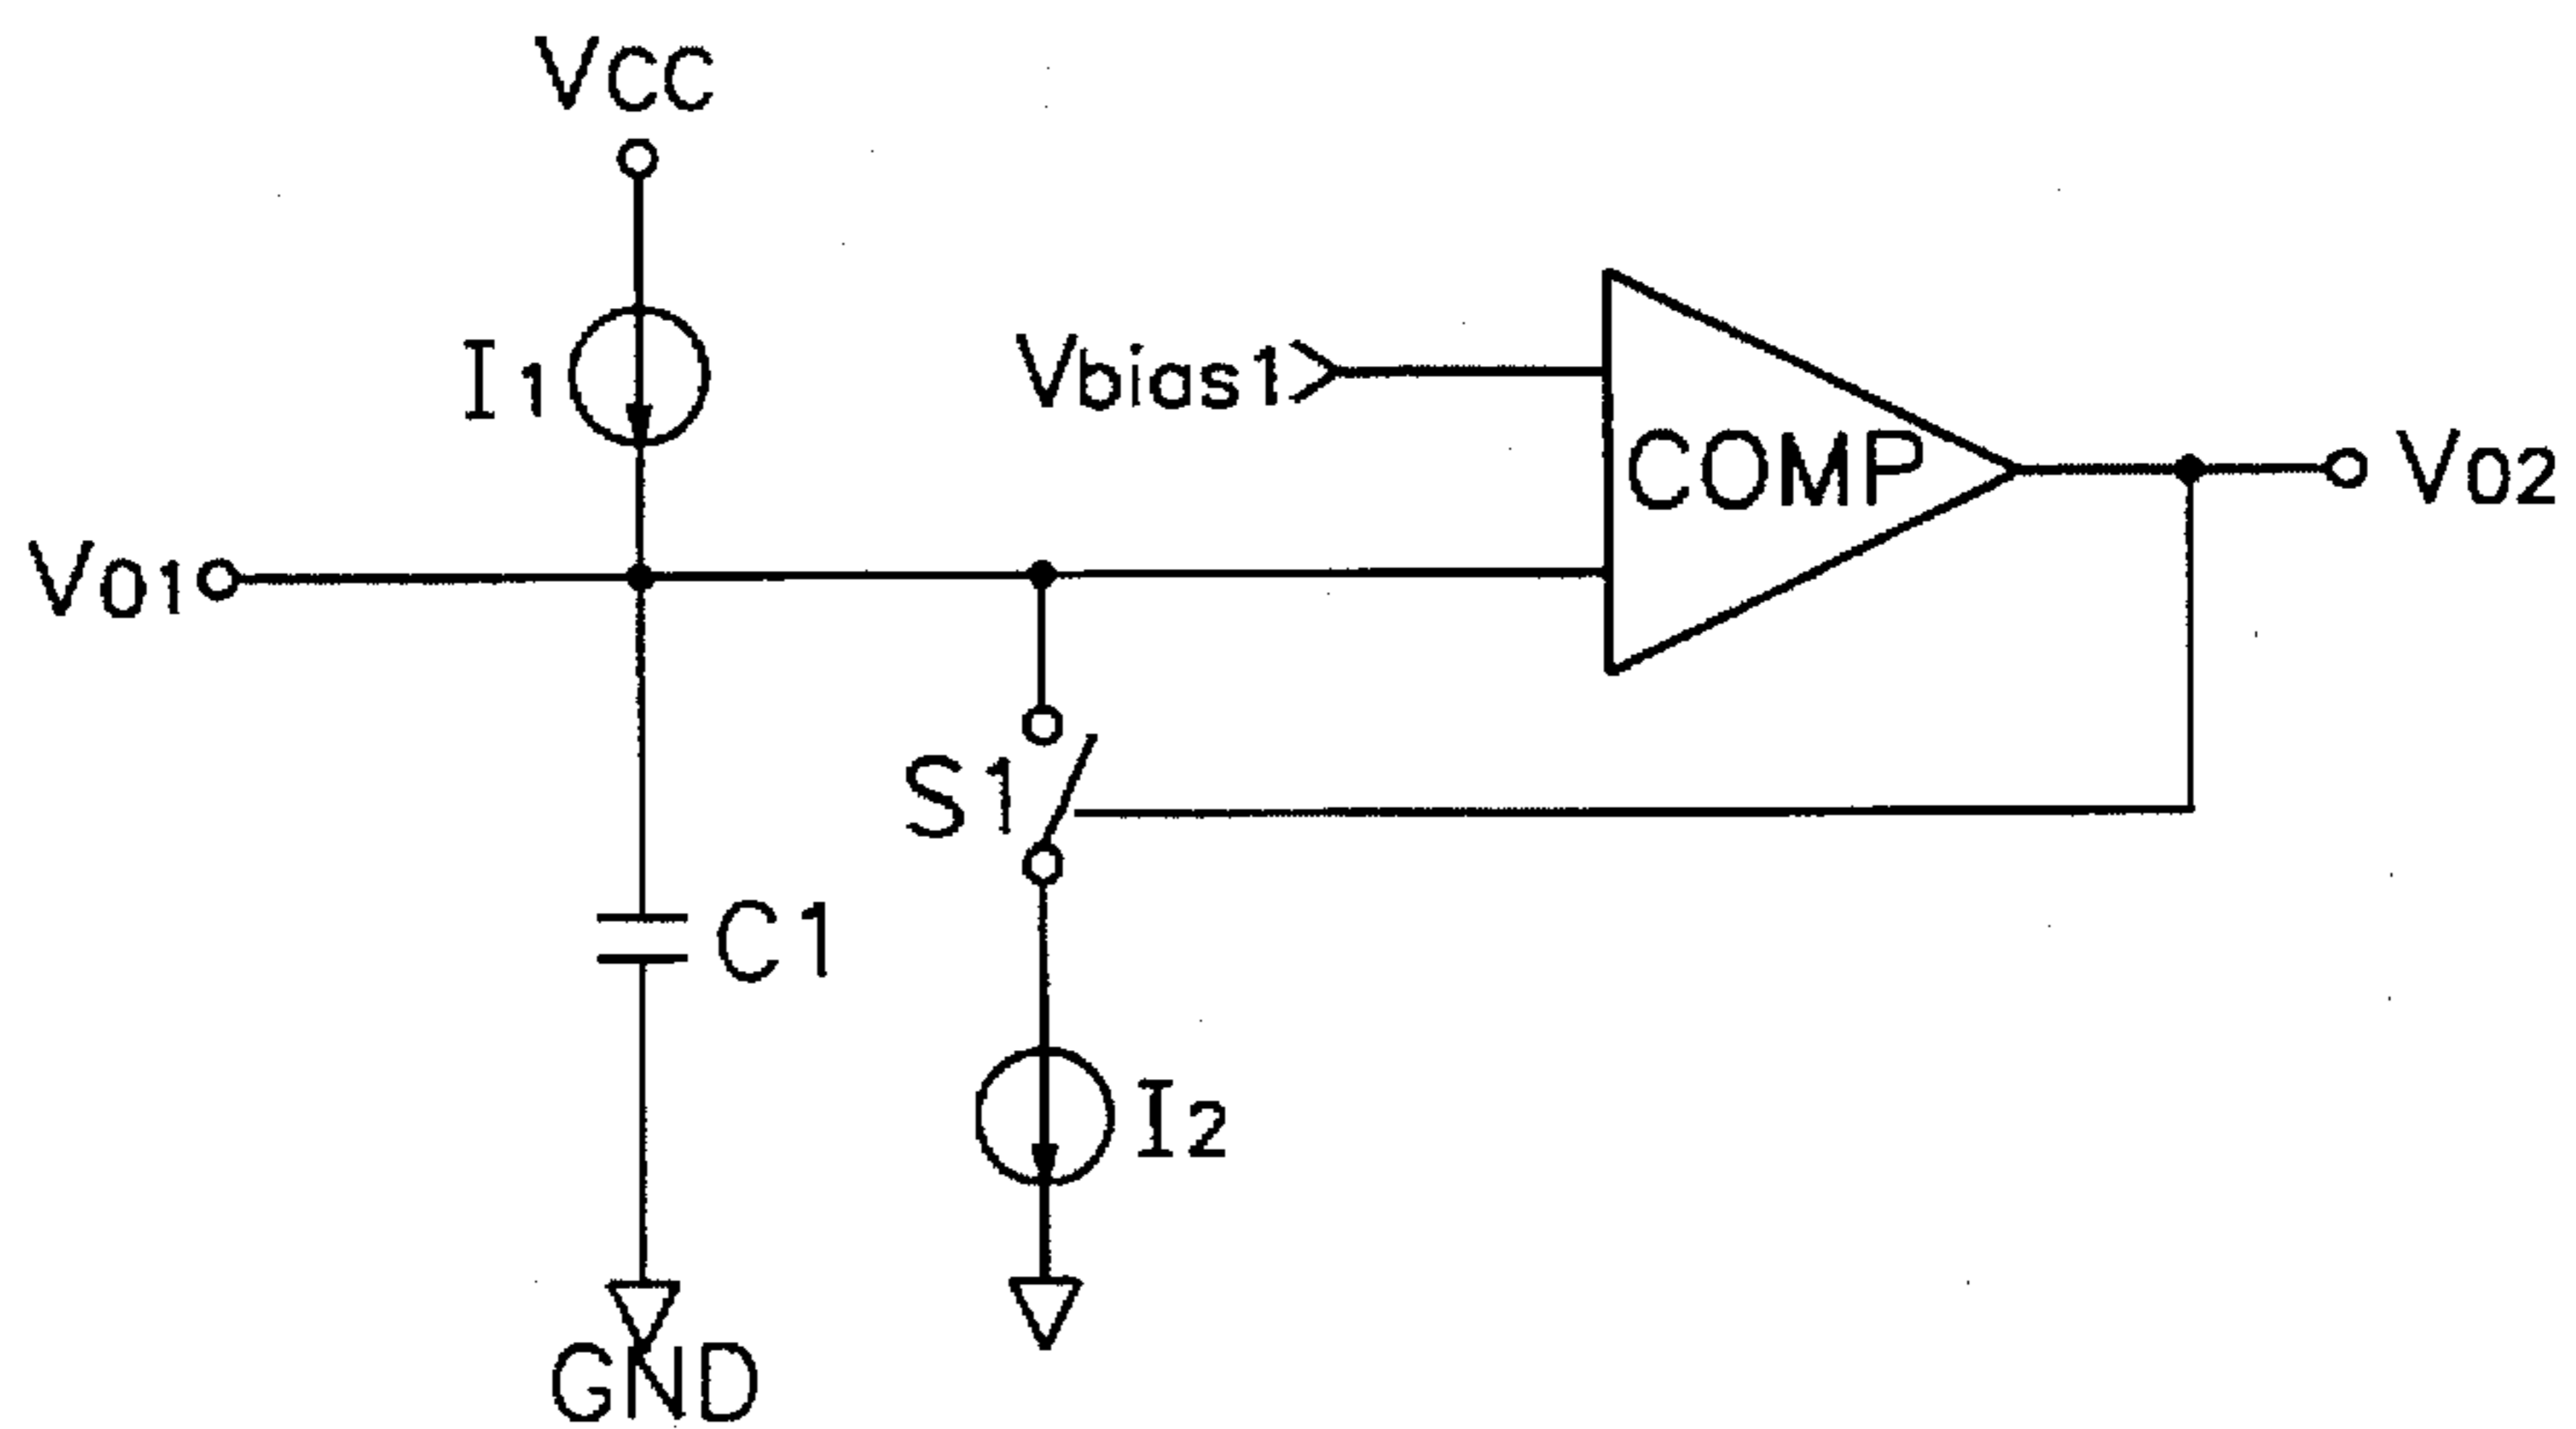 Vcc
I1
Vbias1
COMP
V02
V01
S1
C1
I2
GND